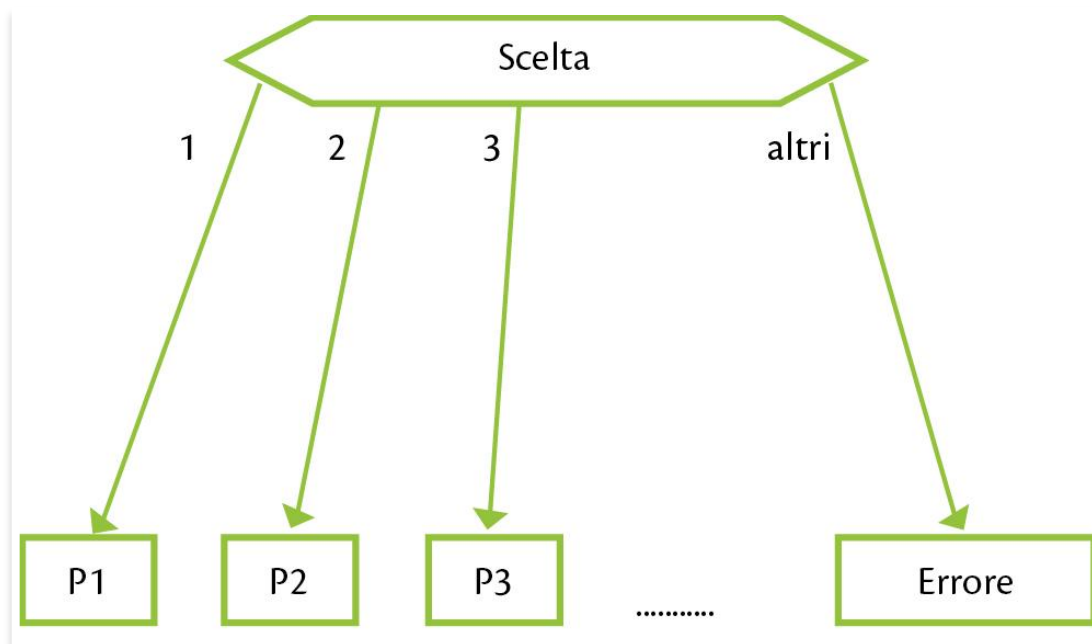 Scelta
1
2
3
altri
P1
P2
P3
...........
Errore